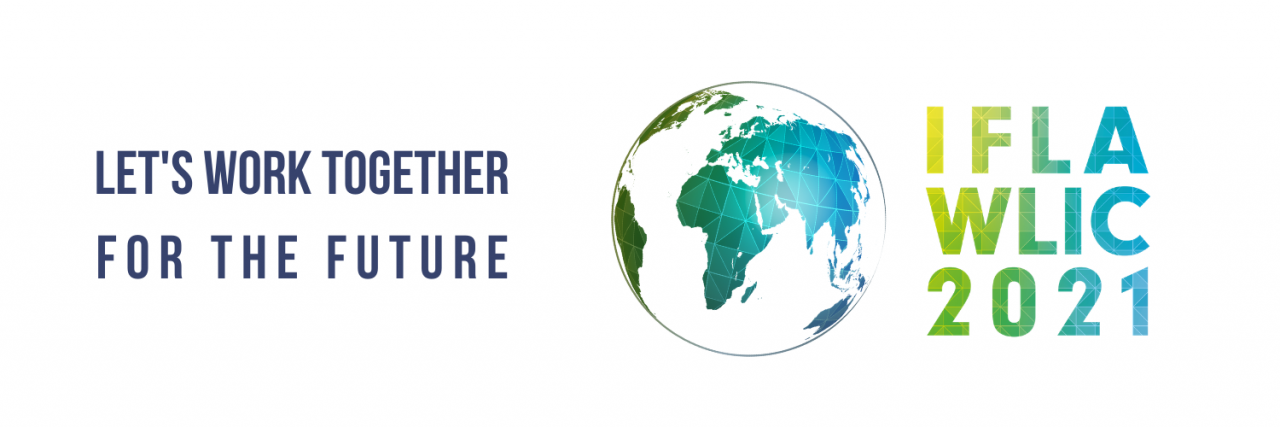 LET'S WORK TOGETHER
FOR THE FUTURE
IFLA
WLIC
2021